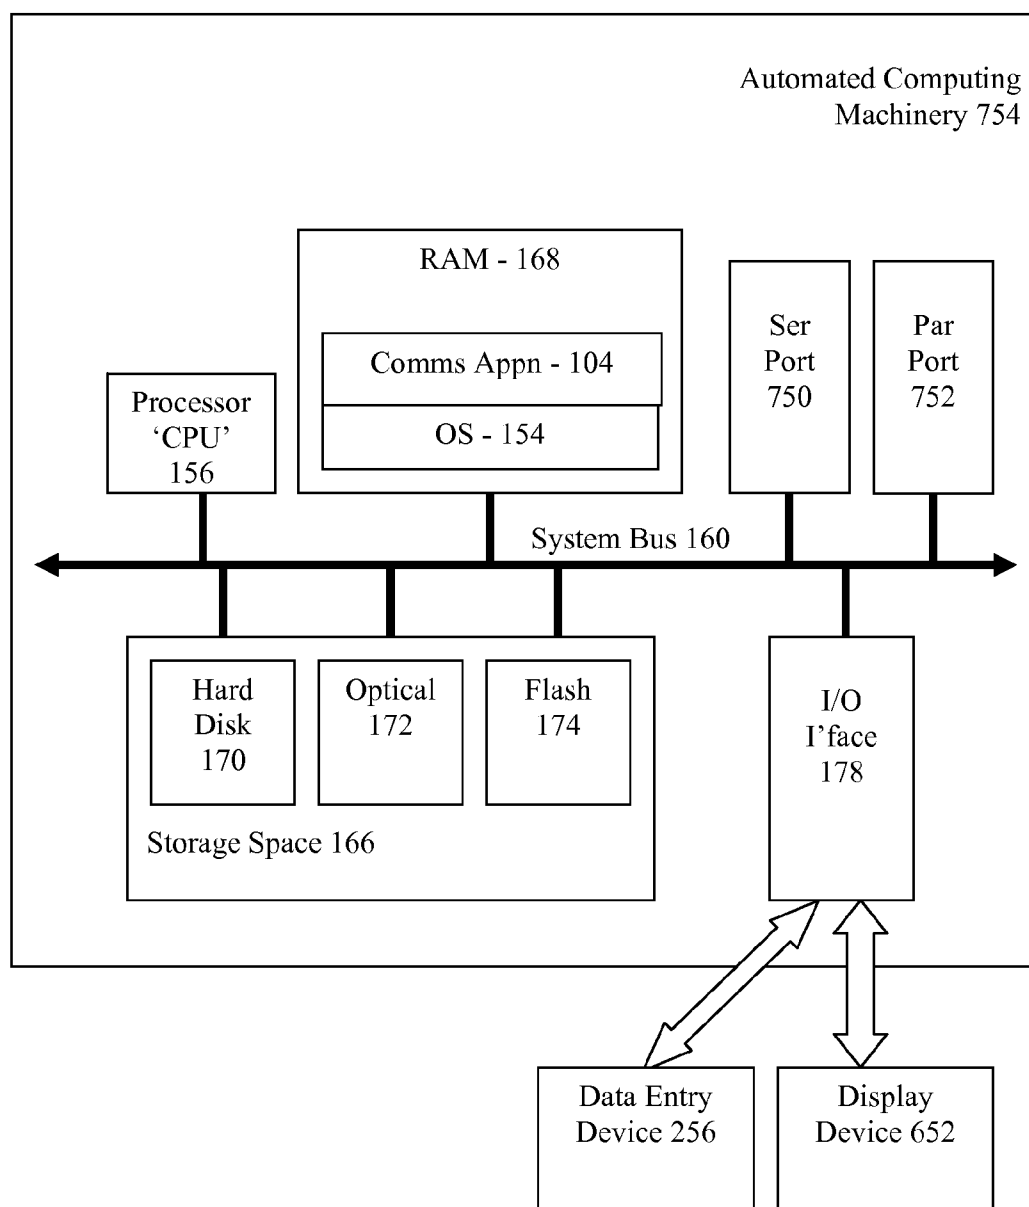 Automated Computing
Machinery 754
RAM - 168
Comms Appn - 104
OS - 154
Processor
‘CPU’
156
Ser
Port
750
Par
Port
752
System Bus 160
Hard
Disk
170
Optical
172
Flash
174
Storage Space 166
I/O
I’face
178
Data Entry
Device 256
Display
Device 652